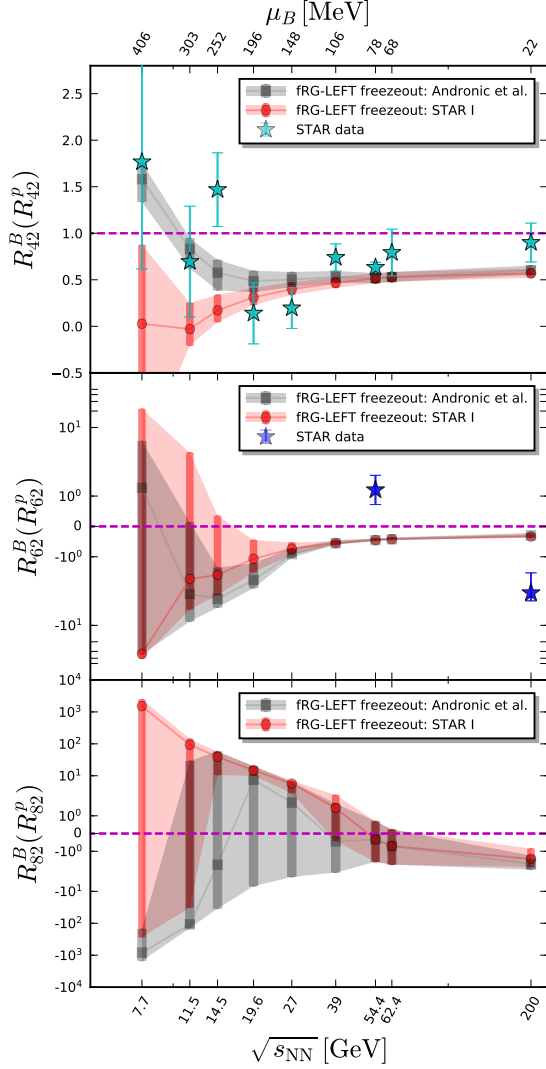 μ_B [MeV]
406 303 252 196 148 106 78 68 22
R^B_42(R^p_42)
2.5
2.0
1.5
1.0
0.5
0.0
−0.5
fRG-LEFT freezeout: Andronic et al.
fRG-LEFT freezeout: STAR I
STAR data
R^B_62(R^p_62)
10^1
10^0
0
-10^0
-10^1
fRG-LEFT freezeout: Andronic et al.
fRG-LEFT freezeout: STAR I
STAR data
R^B_82(R^p_82)
10^4
10^3
10^2
10^1
10^0
0
-10^0
-10^1
-10^2
-10^3
-10^4
fRG-LEFT freezeout: Andronic et al.
fRG-LEFT freezeout: STAR I
7.7 11.5 14.5 19.6 27 39 54.4 62.4 200
√s_NN [GeV]